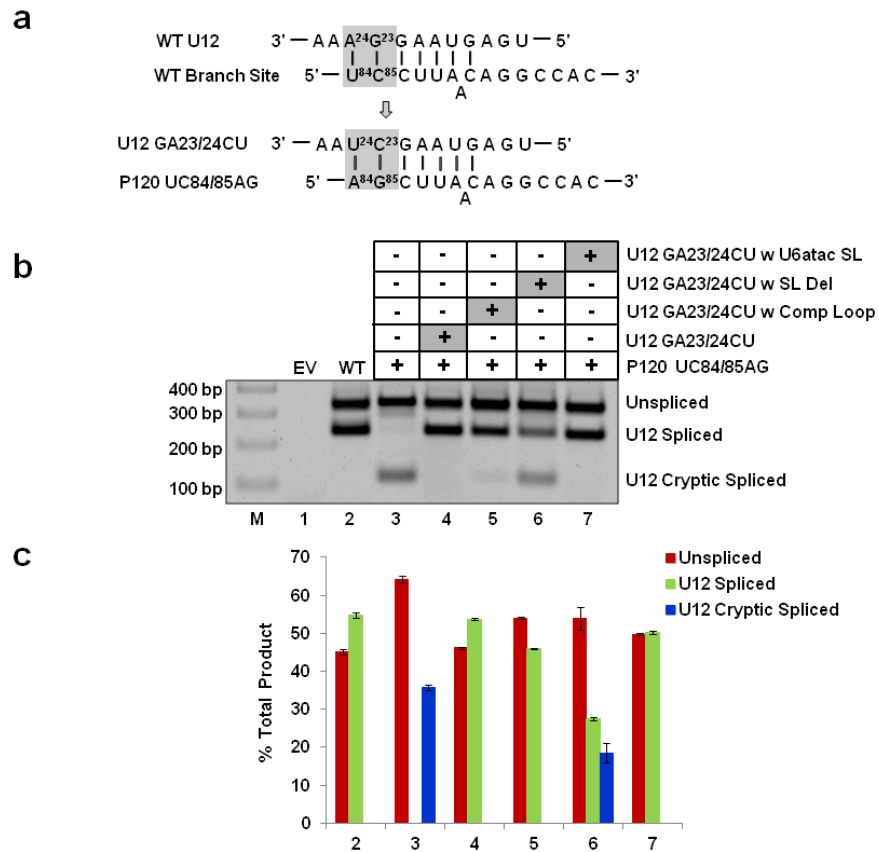 a
WT U12 3' — A A A²⁴G²³G A A U G A G U — 5'
WT Branch Site 5' — U⁸⁴C⁸⁵C U U A C A G G C C A C — 3'
A
U12 GA23/24CU 3' — A A U²⁴C²³G A A U G A G U — 5'
P120 UC84/85AG 5' — A⁸⁴G⁸⁵C U U A C A G G C C A C — 3'
A
b
- - - - + U12 GA23/24CU w U6atac SL
- - - + - U12 GA23/24CU w SL Del
- - + - - U12 GA23/24CU w Comp Loop
- + - - - U12 GA23/24CU
EV WT + + + + + P120 UC84/85AG
400 bp
300 bp
200 bp
100 bp
Unspliced
U12 Spliced
U12 Cryptic Spliced
M 1 2 3 4 5 6 7
c
% Total Product
70
60
50
40
30
20
10
0
2 3 4 5 6 7
Unspliced
U12 Spliced
U12 Cryptic Spliced